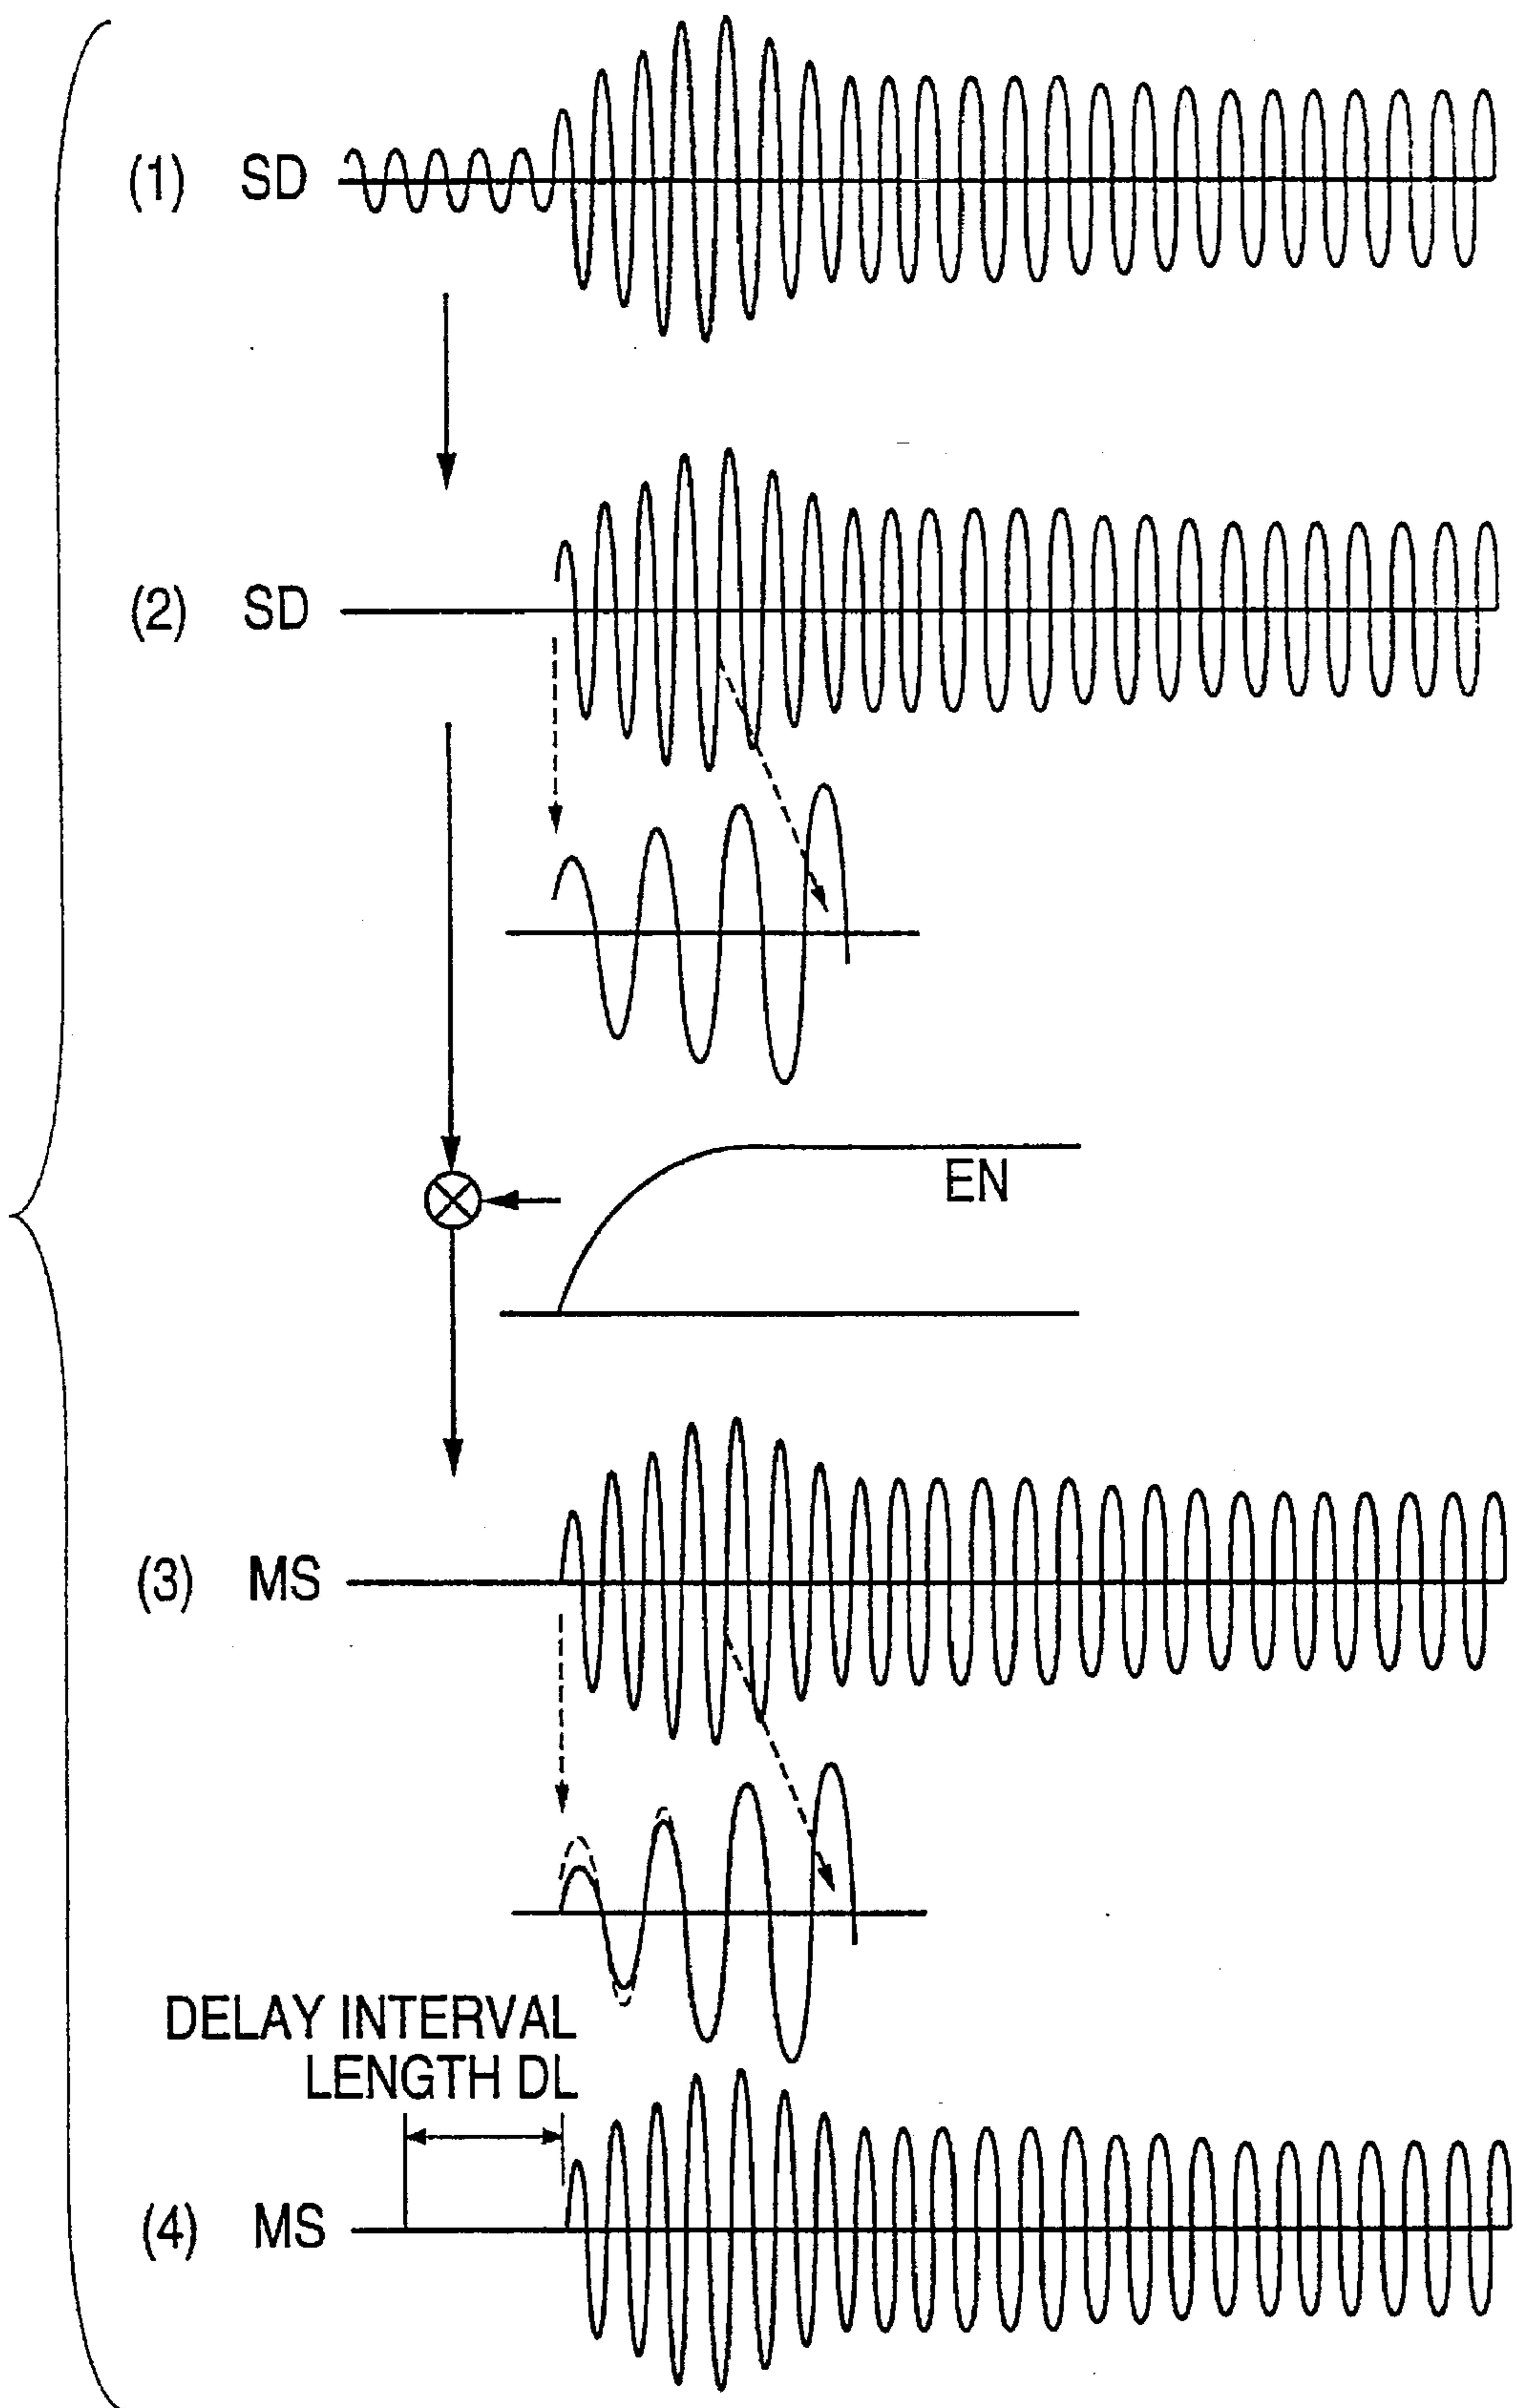 (1) SD
(2) SD
EN
(3) MS
DELAY INTERVAL
LENGTH DL
(4) MS